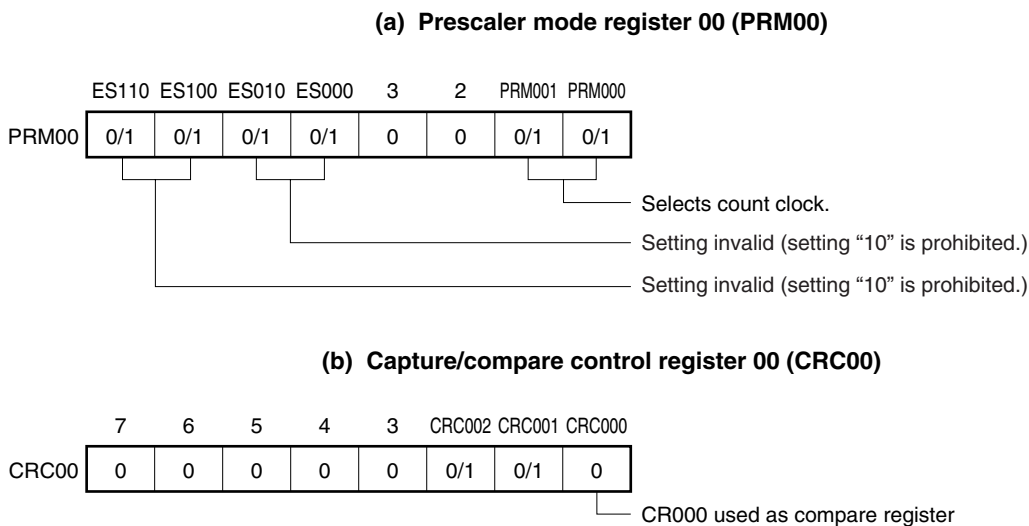 (a) Prescaler mode register 00 (PRM00)
ES110 ES100 ES010 ES000 3 2 PRM001 PRM000
PRM00 0/1 0/1 0/1 0/1 0 0 0/1 0/1
Selects count clock.
Setting invalid (setting “10” is prohibited.)
Setting invalid (setting “10” is prohibited.)
(b) Capture/compare control register 00 (CRC00)
7 6 5 4 3 CRC002 CRC001 CRC000
CRC00 0 0 0 0 0 0/1 0/1 0
CR000 used as compare register